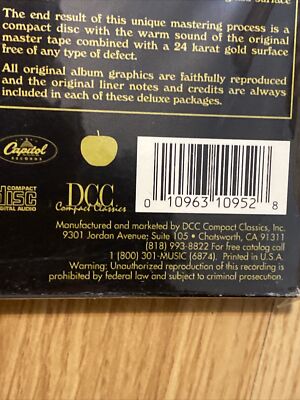 The end result of this unique mastering process is a
compact disc with the warm sound of the original
master tape combined with a 24 karat gold surface
free of any type of defect.
All original album graphics are faithfully reproduced
and the original liner notes and credits are always
included in each of these deluxe packages.
Capitol
RECORDS
COMPACT
DISC
DIGITAL AUDIO
DCC
Compact Classics
0 10963 10952 8
Manufactured and marketed by DCC Compact Classics, Inc.
9301 Jordan Avenue; Suite 105 • Chatsworth, CA 91311
(818) 993-8822 For free catalog call
1 (800) 301-MUSIC (6874). Printed in U.S.A.
Warning: Unauthorized reproduction of this recording is
prohibited by federal law and subject to criminal prosecution.